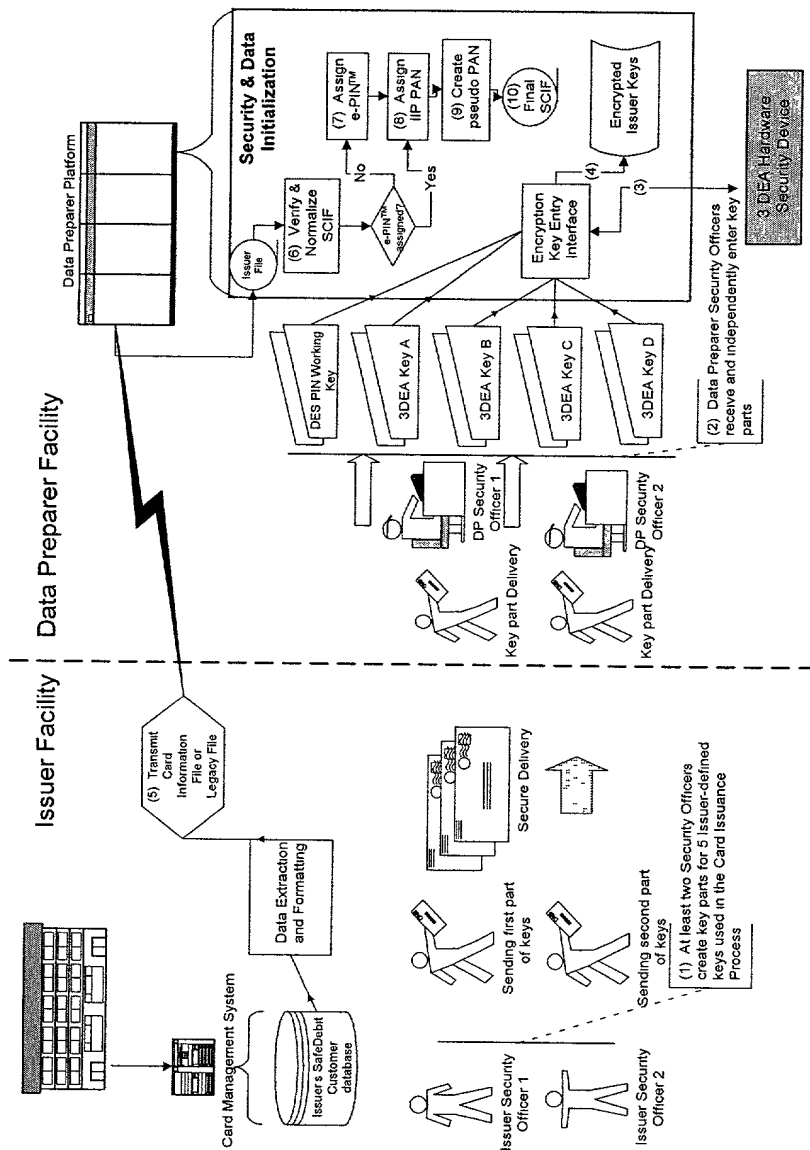 Issuer Facility
Data Preparer Facility
Card Management System
Issuer's SafeDebit
Customer
database
Data Extraction
and Formatting
(5) Transmit
Card
Information
File or
Legacy File
Issuer Security
Officer 1
Issuer Security
Officer 2
Sending first part
of keys
Sending second part
of keys
Secure Delivery
(1) At least two Security Officers
create key parts for 5 Issuer-defined
keys used in the Card Issuance
Process
Data Preparer Platform
Key part Delivery
Key part Delivery
DP Security
Officer 1
DP Security
Officer 2
DES PIN Working
Key
3DEA Key A
3DEA Key B
3DEA Key C
3DEA Key D
(2) Data Preparer Security Officers
receive and independently enter key
parts
Security & Data
Initialization
Issuer
File
(6) Verify &
Normalize
SCIF
e-PIN™
assigned?
No
Yes
(7) Assign
e-PIN™
(8) Assign
IIP PAN
(9) Create
pseudo PAN
(10)
Final
SCIF
Encryption
Key Entry
Interface
(4)
(3)
Encrypted
Issuer Keys
3 DEA Hardware
Security Device